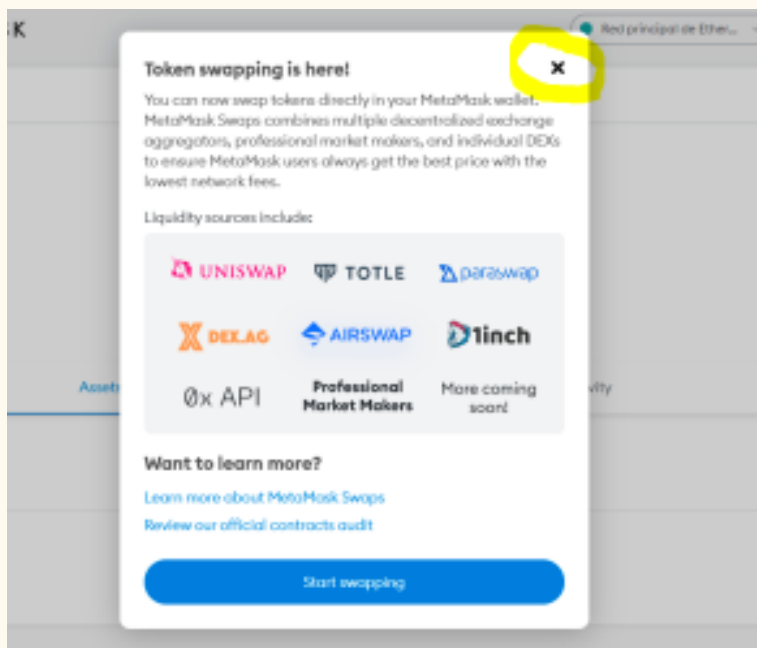 SK
Red principal de Ether...
Token swapping is here!
You can now swap tokens directly in your MetaMask wallet.
MetaMask Swaps combines multiple decentralized exchange
aggregators, professional market makers, and individual DEXs
to ensure MetaMask users always get the best price with the
lowest network fees.
Liquidity sources include:
UNISWAP TOTLE paraswap
DEX.AG AIRSWAP 1inch
0x API Professional Market Makers More coming soon!
Assets vity
Want to learn more?
Learn more about MetaMask Swaps
Review our official contracts audit
Start swapping